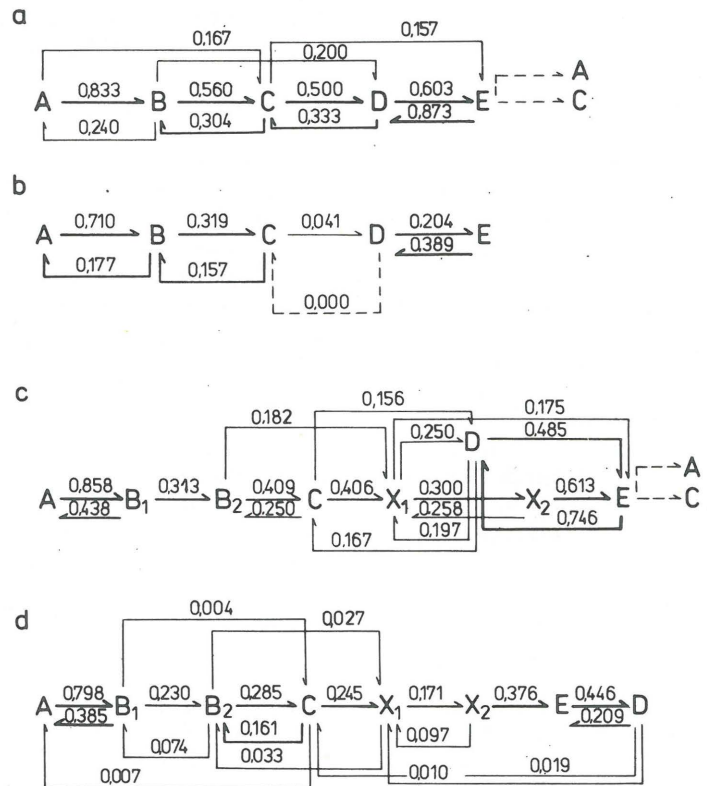 a
0,167 0,157
0,200
A 0,833 B 0,560 C 0,500 D 0,603 E A
0,240 0,304 0,333 0,873 C
b
A 0,710 B 0,319 C 0,041 D 0,204 E
0,177 0,157 0,389
0,000
c
0,156 0,175
0,182 0,250 D 0,485
A 0,858 B₁ 0,313 B₂ 0,409 C 0,406 X₁ 0,300 X₂ 0,613 E A
0,438 0,250 0,258 C
0,167 0,197 0,746
d
0,004 0,027
A 0,798 B₁ 0,230 B₂ 0,285 C 0,245 X₁ 0,171 X₂ 0,376 E 0,446 D
0,385 0,161 0,097 0,209
0,074 0,033
0,007 0,010 0,019